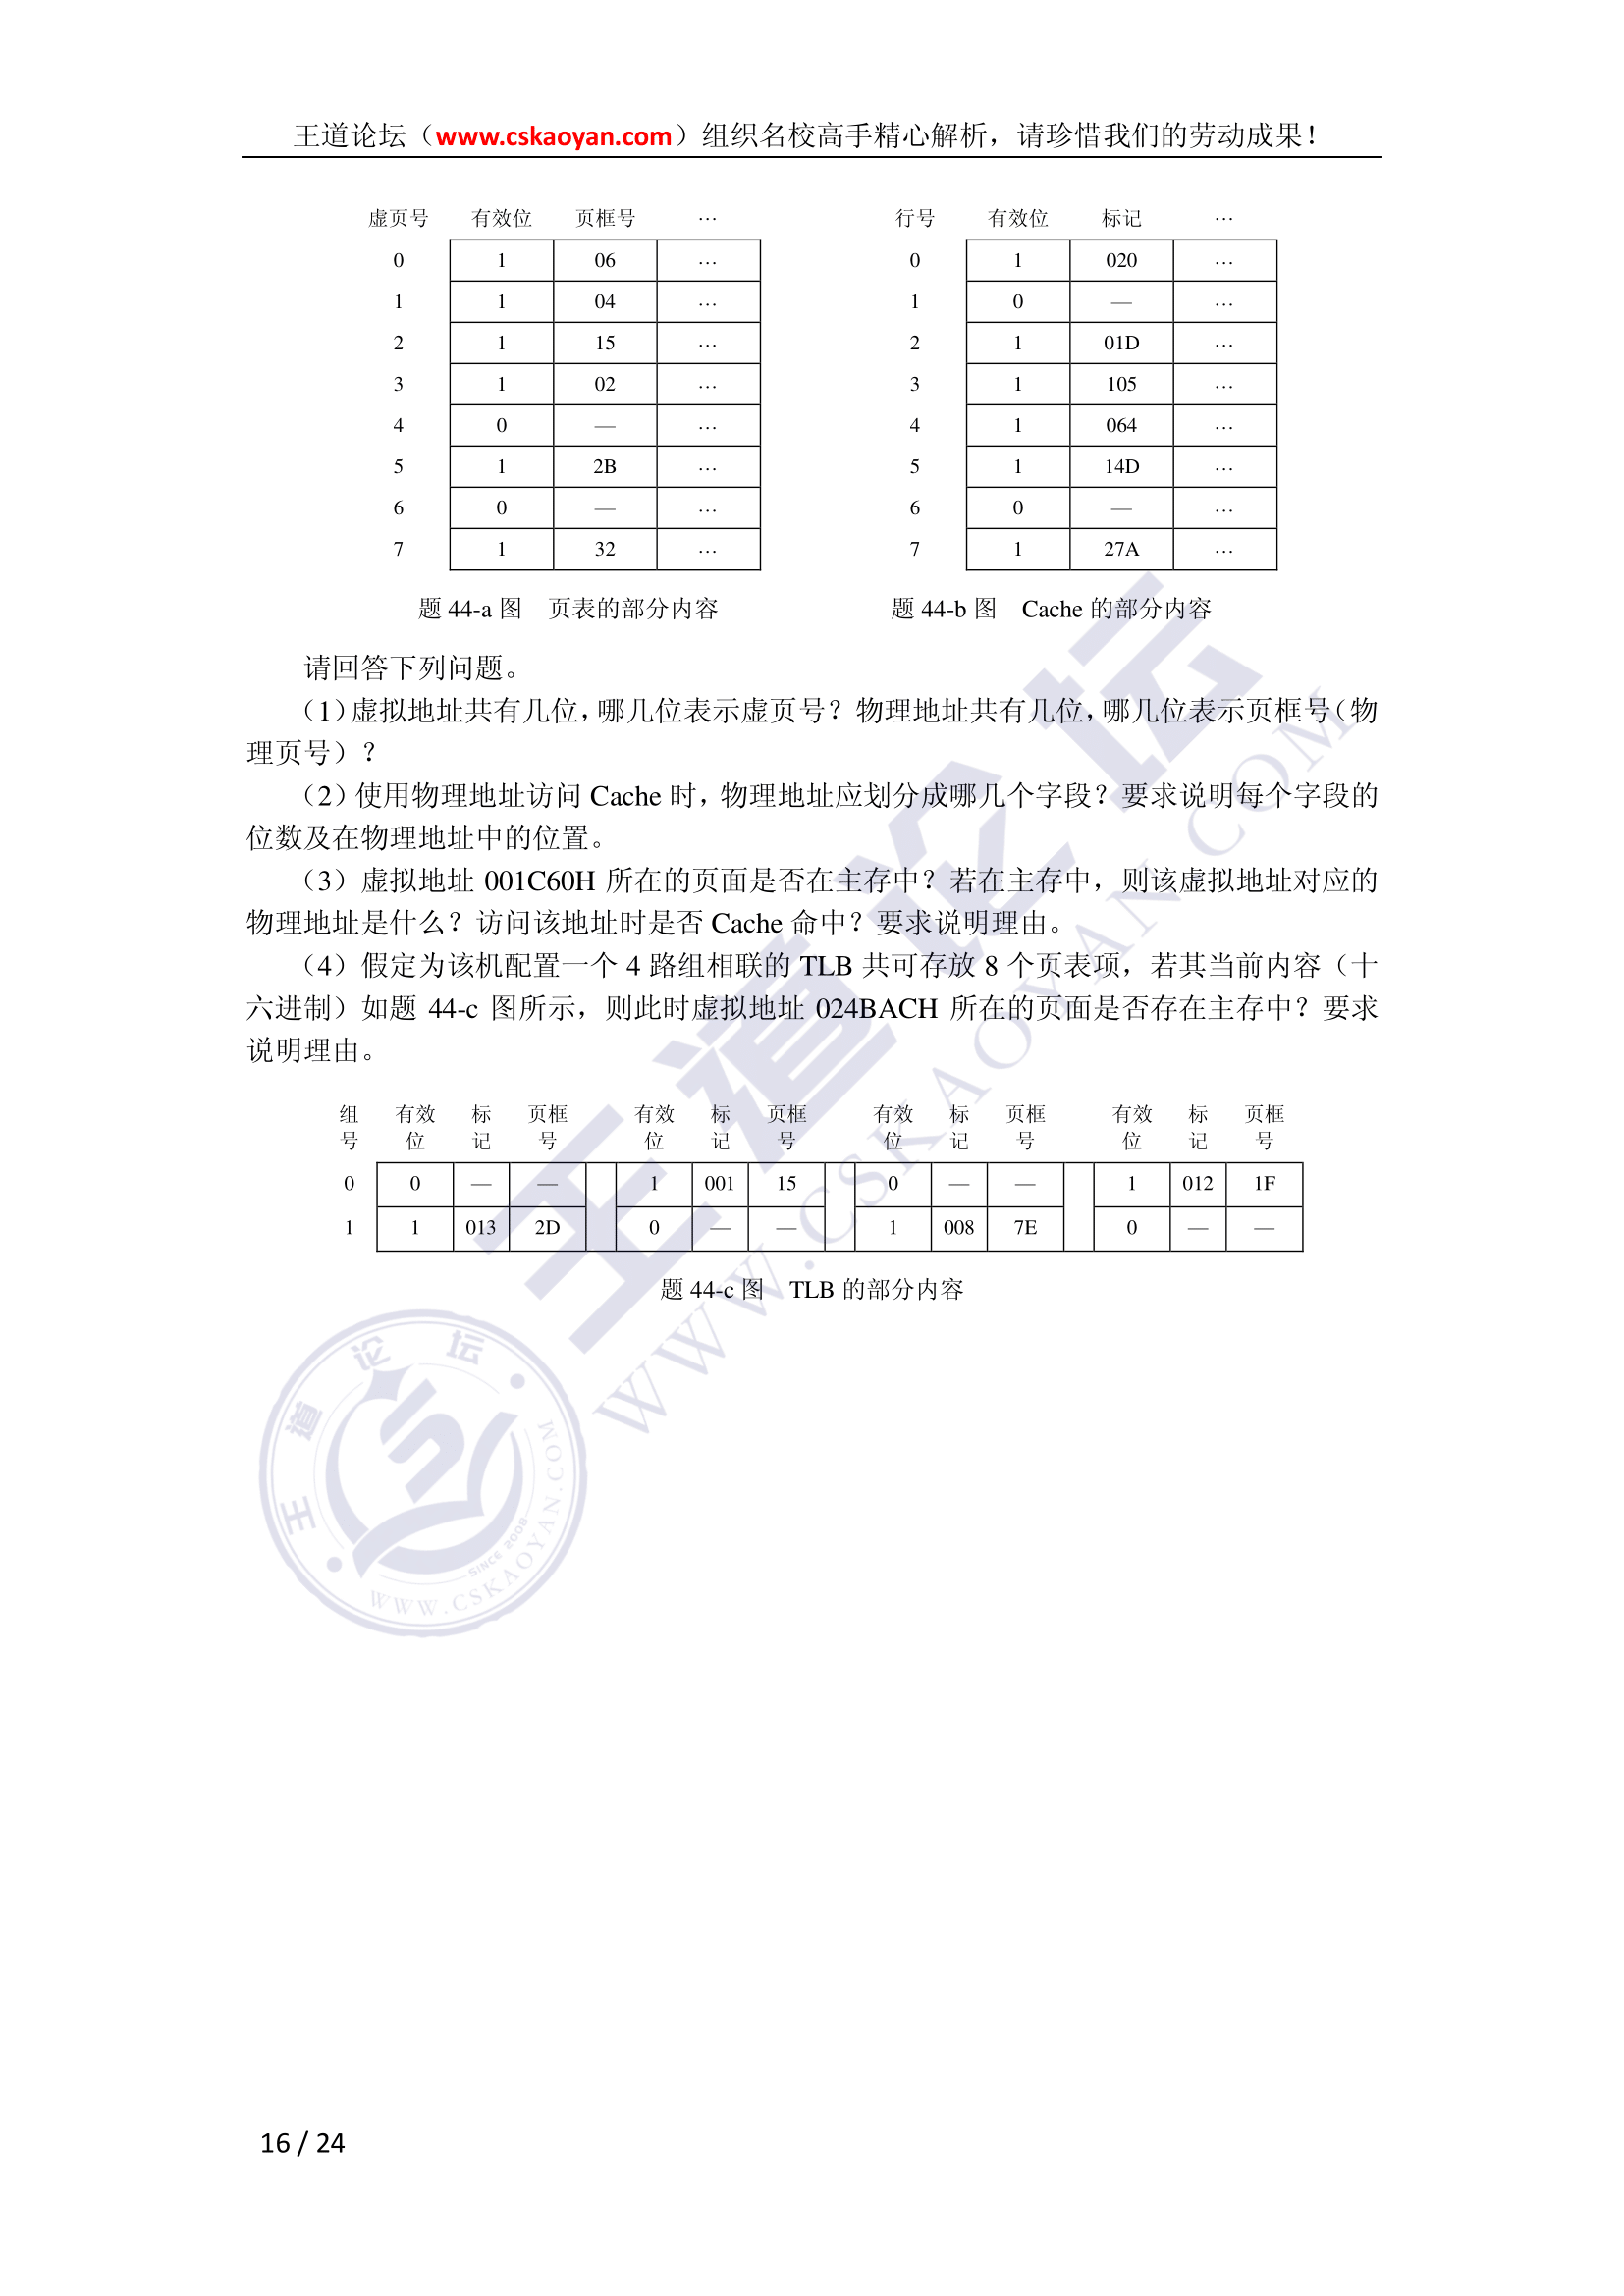 王道论坛（www.cskaoyan.com）组织名校高手精心解析，请珍惜我们的劳动成果！
虚页号 有效位 页框号 …
0 1 06 …
1 1 04 …
2 1 15 …
3 1 02 …
4 0 — …
5 1 2B …
6 0 — …
7 1 32 …
题 44-a 图 页表的部分内容
行号 有效位 标记 …
0 1 020 …
1 0 — …
2 1 01D …
3 1 105 …
4 1 064 …
5 1 14D …
6 0 — …
7 1 27A …
题 44-b 图 Cache 的部分内容
请回答下列问题。
（1）虚拟地址共有几位，哪几位表示虚页号？物理地址共有几位，哪几位表示页框号（物
理页号）？
（2）使用物理地址访问 Cache 时，物理地址应划分成哪几个字段？要求说明每个字段的
位数及在物理地址中的位置。
（3）虚拟地址 001C60H 所在的页面是否在主存中？若在主存中，则该虚拟地址对应的
物理地址是什么？访问该地址时是否 Cache 命中？要求说明理由。
（4）假定为该机配置一个 4 路组相联的 TLB 共可存放 8 个页表项，若其当前内容（十
六进制）如题 44-c 图所示，则此时虚拟地址 024BACH 所在的页面是否存在主存中？要求
说明理由。
组号 有效位 标记 页框号 有效位 标记 页框号 有效位 标记 页框号 有效位 标记 页框号
0 0 — — 1 001 15 0 — — 1 012 1F
1 1 013 2D 0 — — 1 008 7E 0 — —
题 44-c 图 TLB 的部分内容
王道论坛
WWW.CSKAOYAN.COM
王道论坛
SINCE 2008
WWW.CSKAOYAN.COM
16 / 24